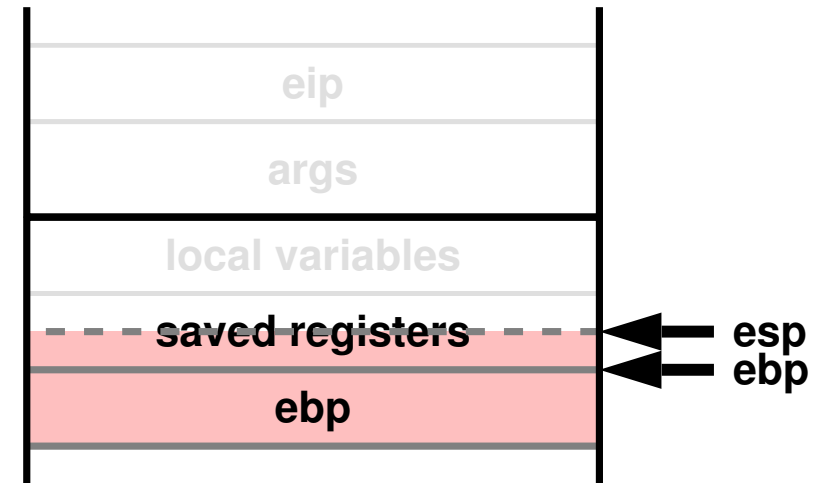 eip
args
local variables
saved registers
esp
ebp
ebp